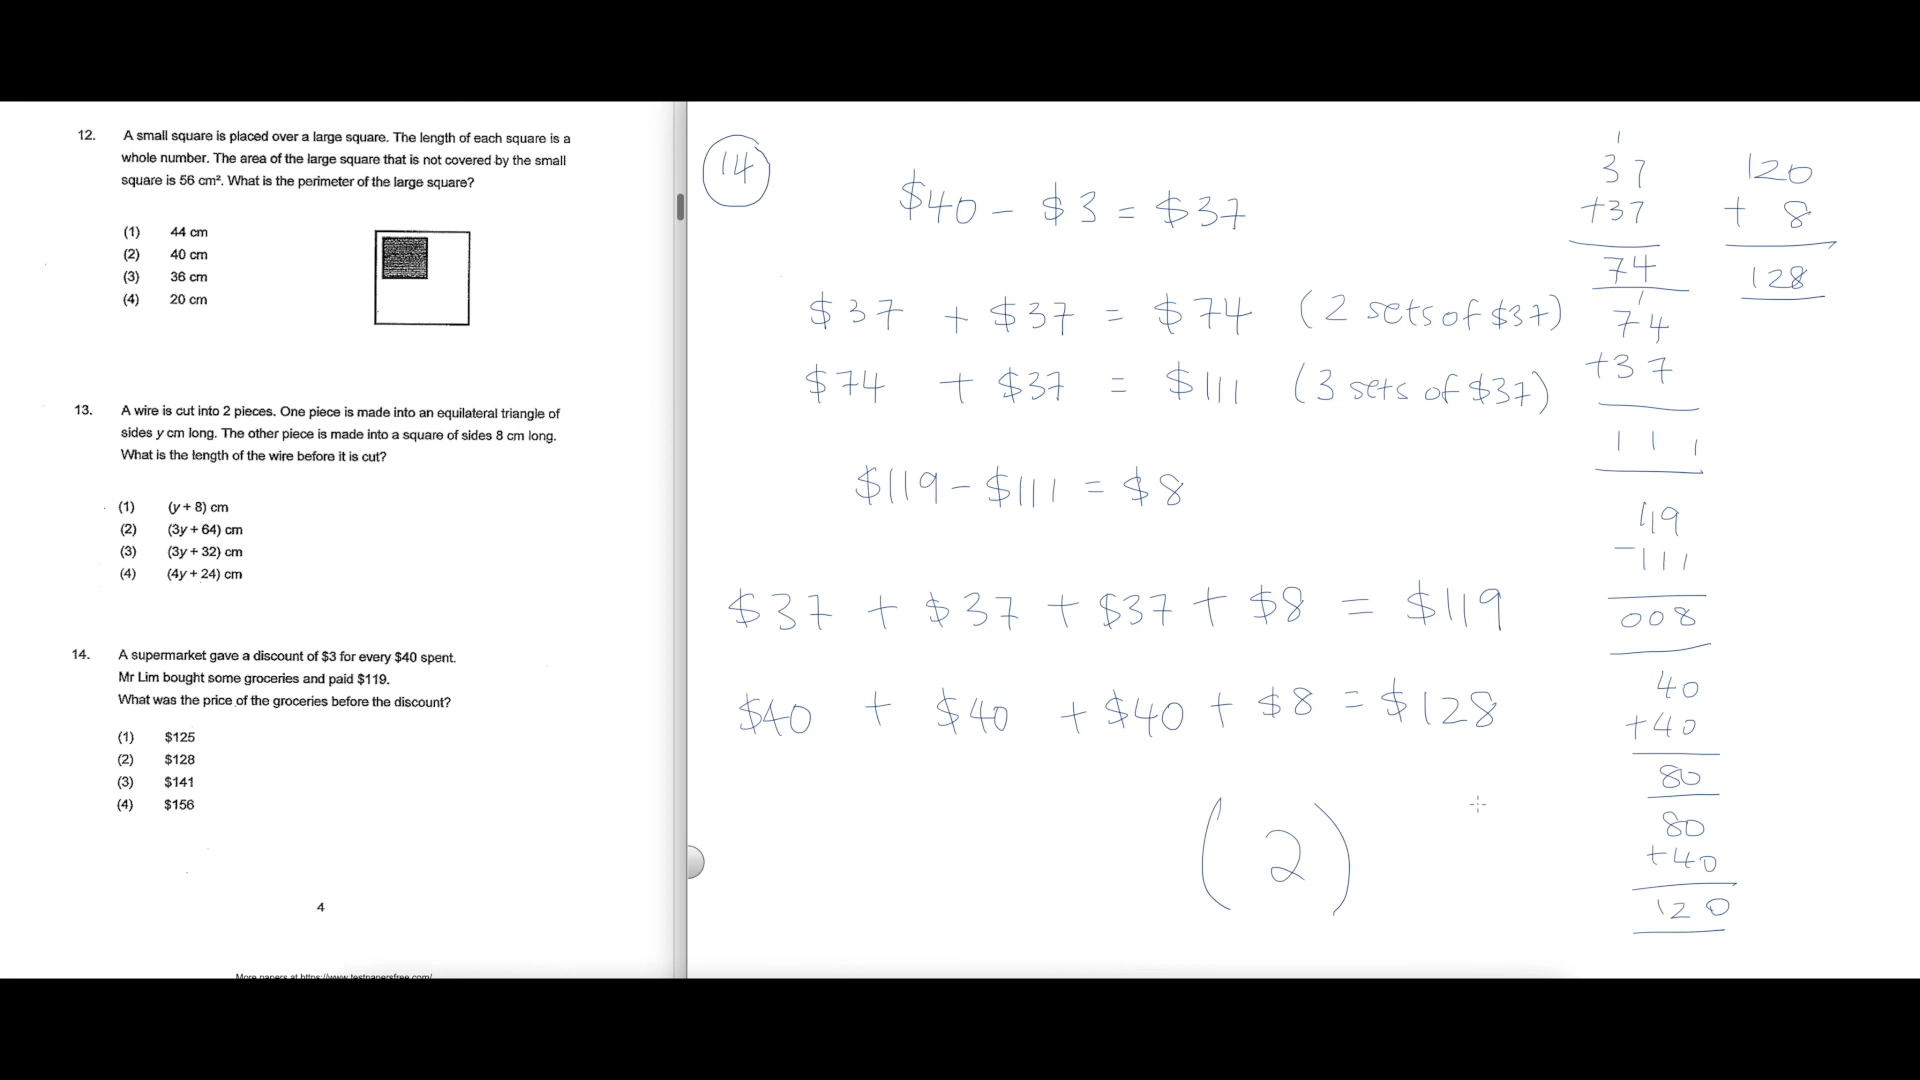 12. A small square is placed over a large square. The length of each square is a
whole number. The area of the large square that is not covered by the small
square is 56 cm². What is the perimeter of the large square?
(1) 44 cm
(2) 40 cm
(3) 36 cm
(4) 20 cm
13. A wire is cut into 2 pieces. One piece is made into an equilateral triangle of
sides y cm long. The other piece is made into a square of sides 8 cm long.
What is the length of the wire before it is cut?
(1) (y + 8) cm
(2) (3y + 64) cm
(3) (3y + 32) cm
(4) (4y + 24) cm
14. A supermarket gave a discount of $3 for every $40 spent.
Mr Lim bought some groceries and paid $119.
What was the price of the groceries before the discount?
(1) $125
(2) $128
(3) $141
(4) $156
4
More papers at https://www.testpapersfree.com/
14
$40 - $3 = $37
$37 + $37 = $74 (2 sets of $37)
$74 + $37 = $111 (3 sets of $37)
$119 - $111 = $8
$37 + $37 + $37 + $8 = $119
$40 + $40 + $40 + $8 = $128
(2)
1
37
+37
74
1
74
+37
111
119
-111
008
40
+40
80
80
+40
120
120
+ 8
128